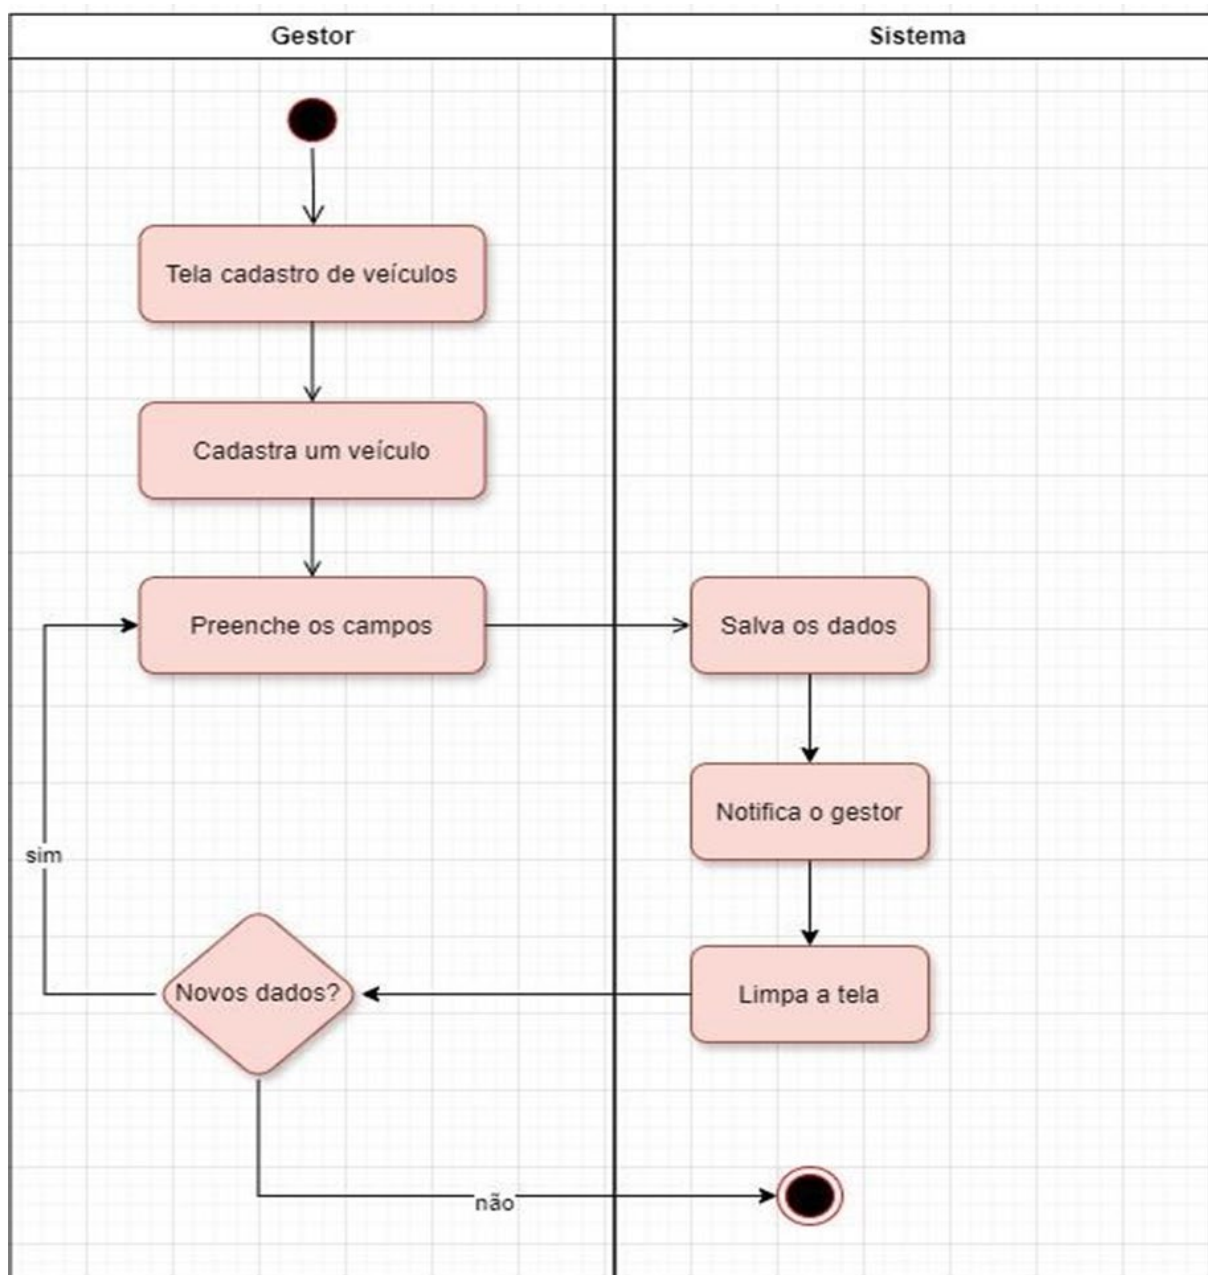 Gestor
Sistema
Tela cadastro de veículos
Cadastra um veículo
Preenche os campos
Salva os dados
Notifica o gestor
sim
Novos dados?
Limpa a tela
não